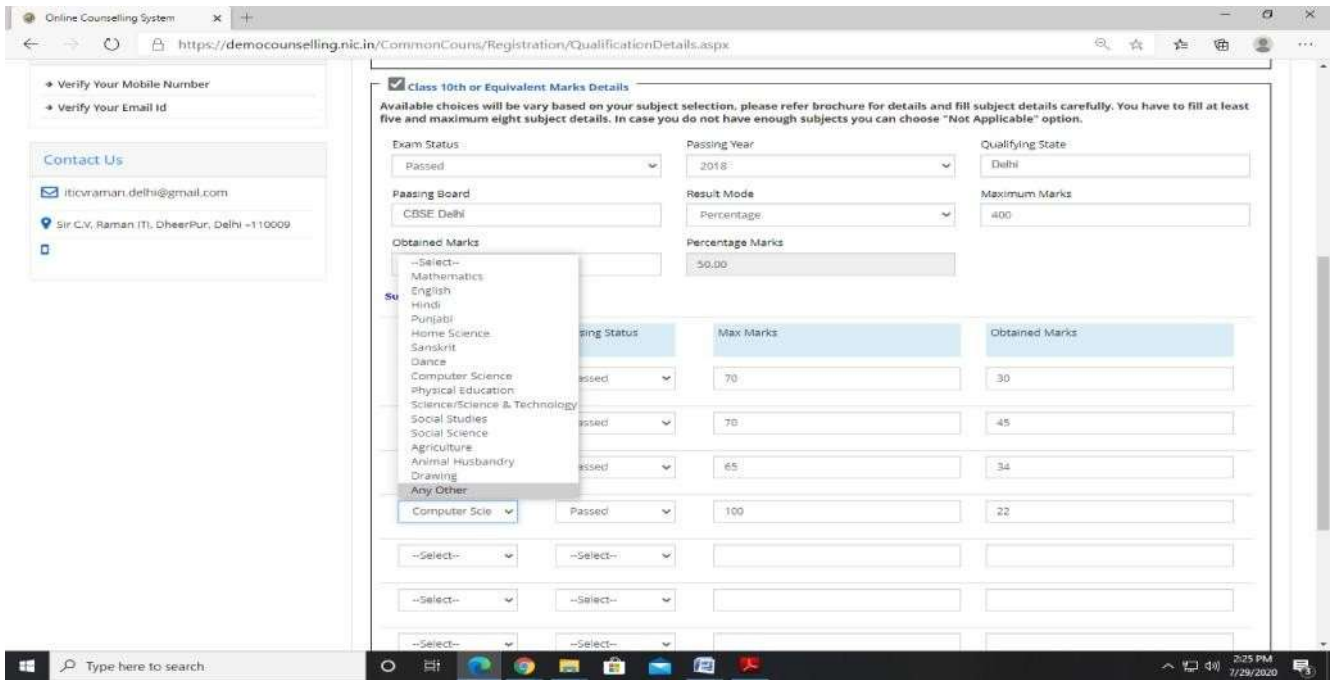 Online Counselling System
https://democounselling.nic.in/CommonCouns/Registration/QualificationDetails.aspx
Verify Your Mobile Number
Verify Your Email Id
Contact Us
iticvraman.delhi@gmail.com
Sir C.V. Raman ITI, DheerPur, Delhi -110009
Class 10th or Equivalent Marks Details
Available choices will be vary based on your subject selection, please refer brochure for details and fill subject details carefully. You have to fill at least
five and maximum eight subject details. In case you do not have enough subjects you can choose "Not Applicable" option.
Exam Status Passing Year Qualifying State
Passed 2018 Delhi
Paasing Board Result Mode Maximum Marks
CBSE Delhi Percentage 400
Obtained Marks Percentage Marks
50.00
--Select--
Mathematics
English
Hindi
Punjabi
Home Science
Sanskrit
Dance
Computer Science
Physical Education
Science/Science & Technology
Social Studies
Social Science
Agriculture
Animal Husbandry
Drawing
Any Other
Su
sing Status Max Marks Obtained Marks
assed 70 30
assed 70 45
assed 65 34
Computer Scie Passed 100 22
--Select-- --Select--
--Select-- --Select--
--Select-- --Select--
Type here to search
2:25 PM
7/29/2020